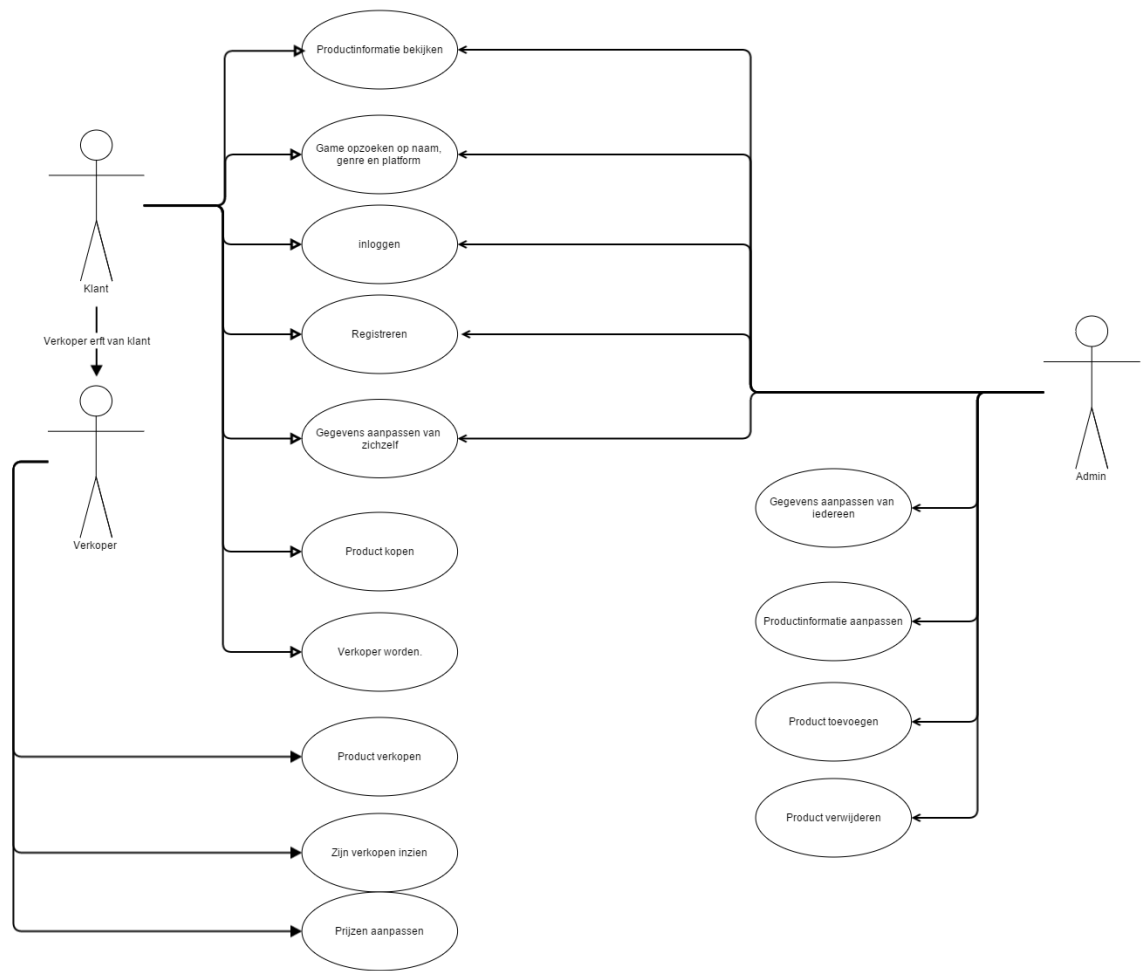 Productinformatie bekijken
Game opzoeken op naam,
genre en platform
inloggen
Klant
Registreren
Verkoper erft van klant
Gegevens aanpassen van
zichzelf
Admin
Gegevens aanpassen van
iedereen
Verkoper
Product kopen
Productinformatie aanpassen
Verkoper worden.
Product toevoegen
Product verkopen
Product verwijderen
Zijn verkopen inzien
Prijzen aanpassen